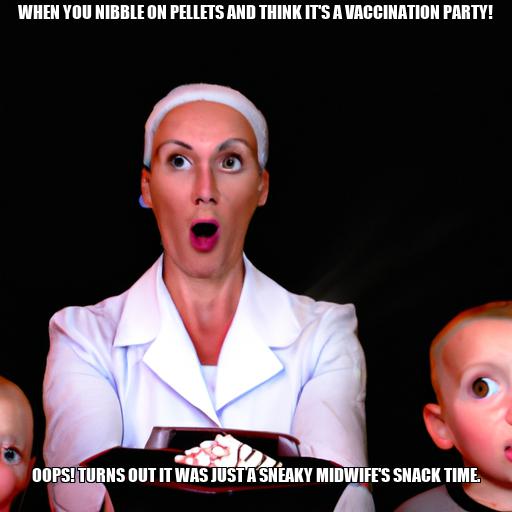 WHEN YOU NIBBLE ON PELLETS AND THINK IT'S A VACCINATION PARTY!
OOPS! TURNS OUT IT WAS JUST A SNEAKY MIDWIFE'S SNACK TIME.